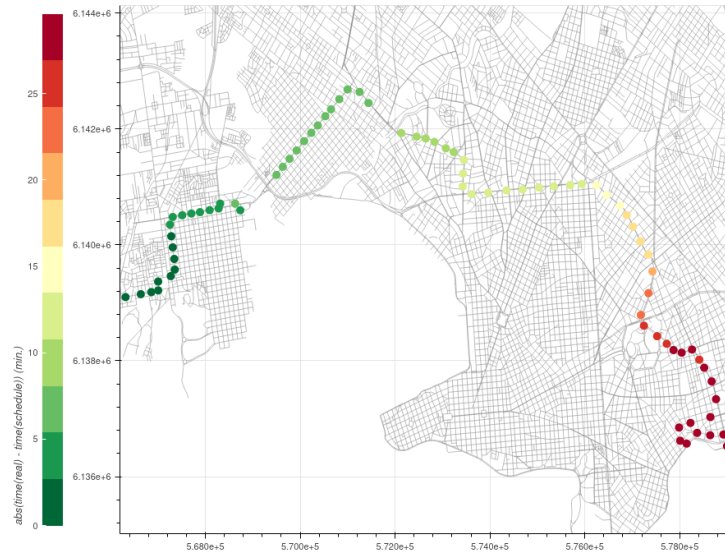 6.144e+6
6.142e+6
6.140e+6
6.138e+6
6.136e+6
25
20
15
10
5
0
abs(time(real) - time(schedule)) (min.)
5.680e+5
5.700e+5
5.720e+5
5.740e+5
5.760e+5
5.780e+5